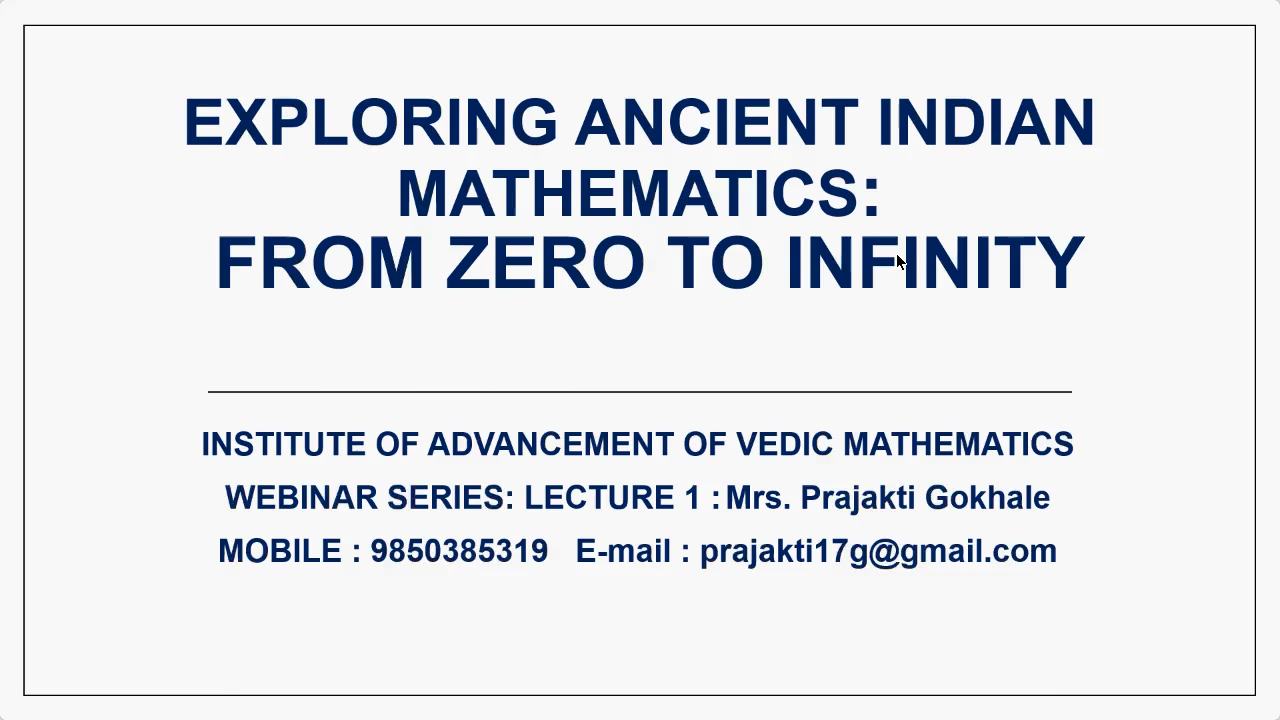 EXPLORING ANCIENT INDIAN
MATHEMATICS:
FROM ZERO TO INFINITY
INSTITUTE OF ADVANCEMENT OF VEDIC MATHEMATICS
WEBINAR SERIES: LECTURE 1 : Mrs. Prajakti Gokhale
MOBILE : 9850385319 E-mail : prajakti17g@gmail.com